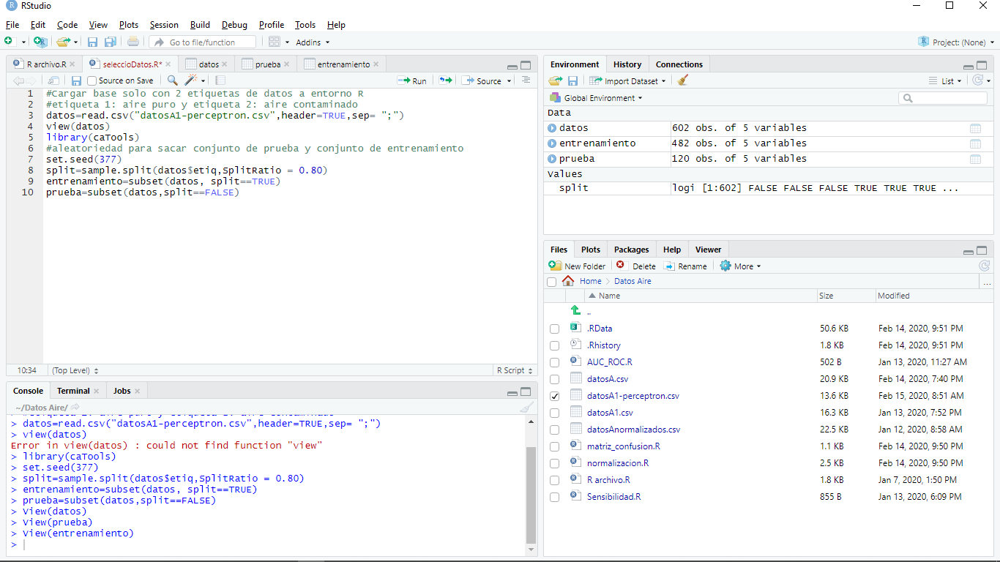 RStudio
File Edit Code View Plots Session Build Debug Profile Tools Help
Go to file/function Addins Project: (None)
R archivo.R seleccioDatos.R* datos prueba entrenamiento
Source on Save Run Source
1 #Cargar base solo con 2 etiquetas de datos a entorno R
2 #etiqueta 1: aire puro y etiqueta 2: aire contaminado
3 datos=read.csv("datosA1-perceptron.csv",header=TRUE,sep= ";")
4 view(datos)
5 library(caTools)
6 #aleatoriedad para sacar conjunto de prueba y conjunto de entrenamiento
7 set.seed(377)
8 split=sample.split(datos$etiq,SplitRatio = 0.80)
9 entrenamiento=subset(datos, split==TRUE)
10 prueba=subset(datos,split==FALSE)
10:34 (Top Level) R Script
Console Terminal Jobs
~/Datos Aire/
> datos=read.csv("datosA1-perceptron.csv",header=TRUE,sep= ";")
> view(datos)
Error in view(datos) : could not find function "view"
> library(caTools)
> set.seed(377)
> split=sample.split(datos$etiq,SplitRatio = 0.80)
> entrenamiento=subset(datos, split==TRUE)
> prueba=subset(datos,split==FALSE)
> View(datos)
> View(prueba)
> View(entrenamiento)
>
Environment History Connections
Import Dataset List
Global Environment
Data
datos 602 obs. of 5 variables
entrenamiento 482 obs. of 5 variables
prueba 120 obs. of 5 variables
Values
split logi [1:602] FALSE FALSE FALSE TRUE TRUE TRUE ...
Files Plots Packages Help Viewer
New Folder Delete Rename More
Home Datos Aire ...
Name Size Modified
..
.RData 50.6 KB Feb 14, 2020, 9:51 PM
.Rhistory 1.8 KB Feb 14, 2020, 9:51 PM
AUC_ROC.R 502 B Jan 13, 2020, 11:27 AM
datosA.csv 20.9 KB Feb 14, 2020, 7:40 PM
datosA1-perceptron.csv 13.6 KB Feb 15, 2020, 8:51 AM
datosA1.csv 16.3 KB Jan 13, 2020, 7:52 PM
datosAnormalizados.csv 22.5 KB Jan 12, 2020, 8:58 AM
matriz_confusion.R 1.1 KB Feb 14, 2020, 9:50 PM
normalizacion.R 2.5 KB Feb 14, 2020, 9:50 PM
R archivo.R 1.8 KB Jan 7, 2020, 1:50 PM
Sensibilidad.R 855 B Jan 13, 2020, 6:09 PM